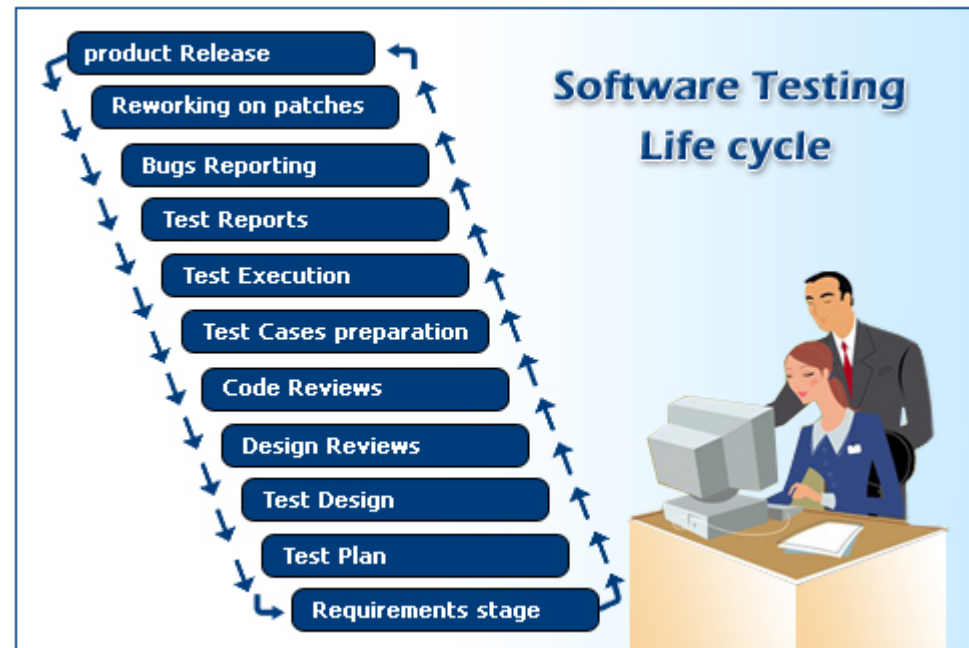 product Release
Reworking on patches
Bugs Reporting
Test Reports
Test Execution
Test Cases preparation
Code Reviews
Design Reviews
Test Design
Test Plan
Requirements stage
Software Testing
Life cycle